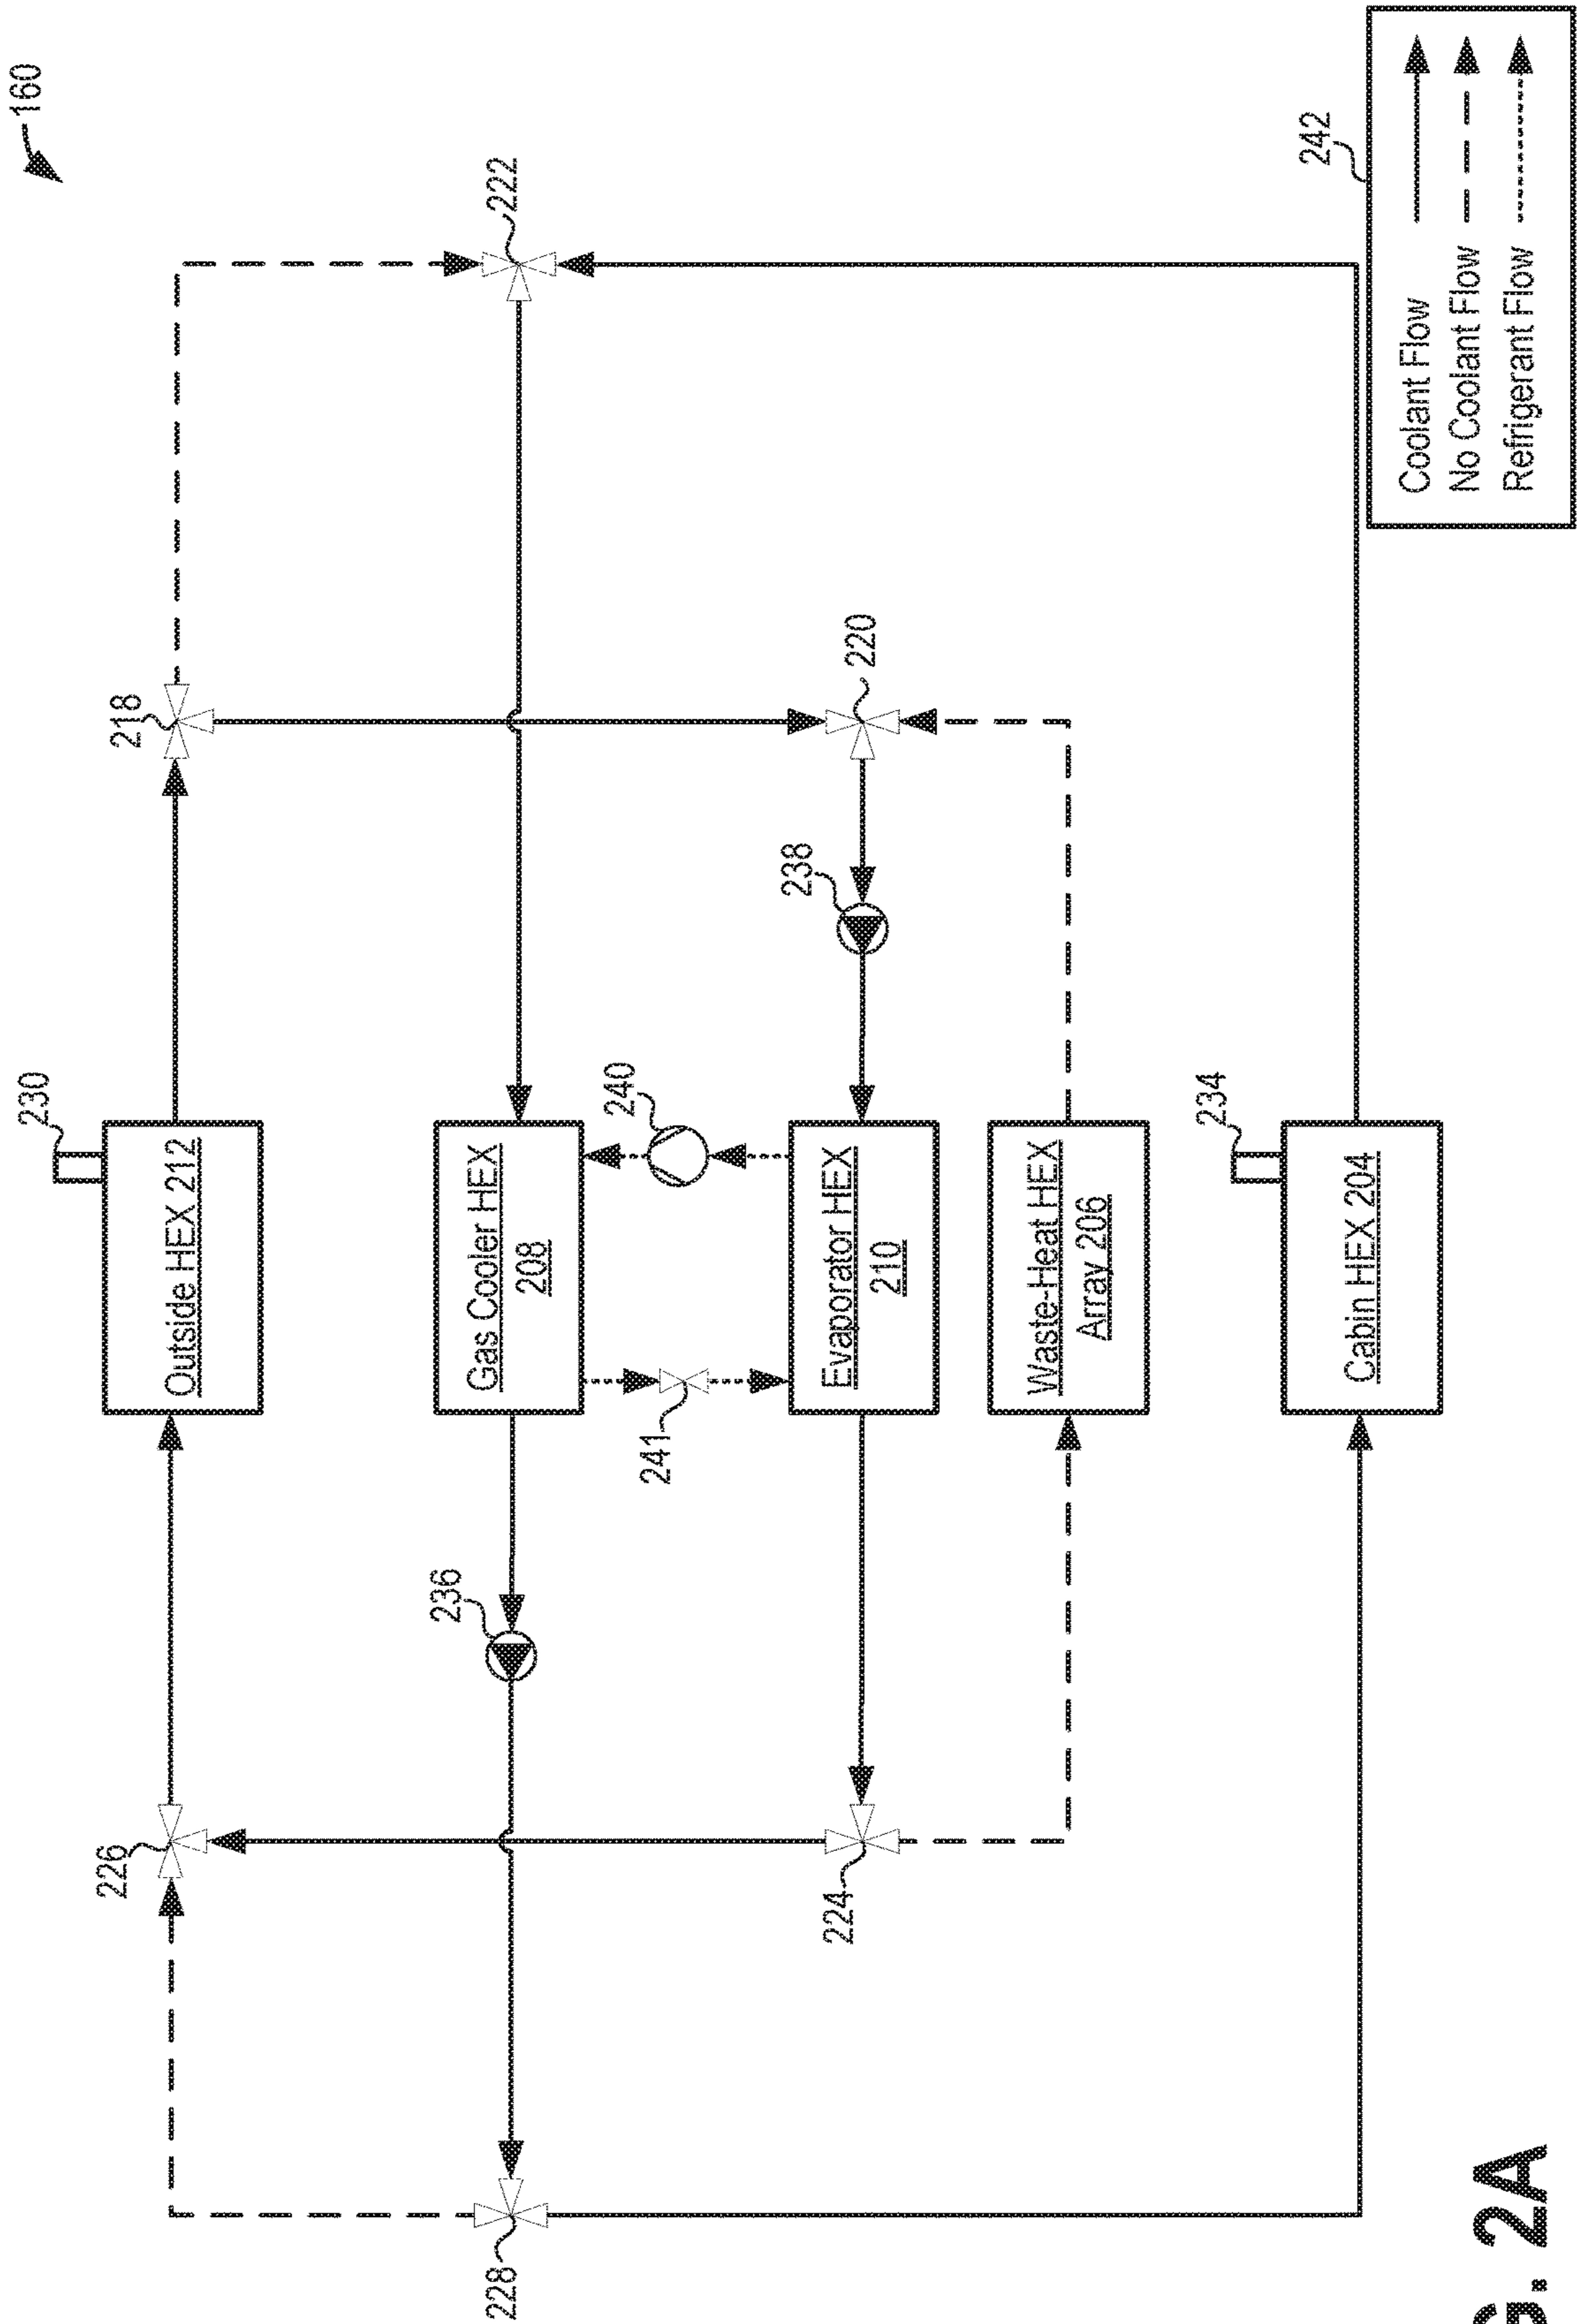 160
230
226
218
Outside HEX 212
236
Gas Cooler HEX
208
228
222
240
241
238
Evaporator HEX
210
224
220
Waste-Heat HEX
Array 206
234
Cabin HEX 204
242
Coolant Flow
No Coolant Flow
Refrigerant Flow
G. 2A